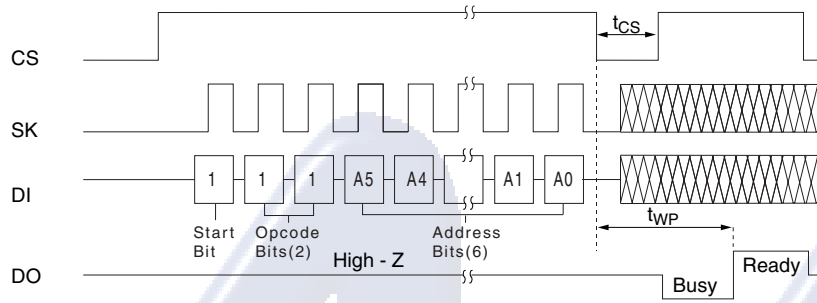 CS
tCS
SK
DI
1
1
1
A5
A4
A1
A0
Start
Bit
Opcode
Bits(2)
Address
Bits(6)
tWP
High - Z
DO
Busy
Ready